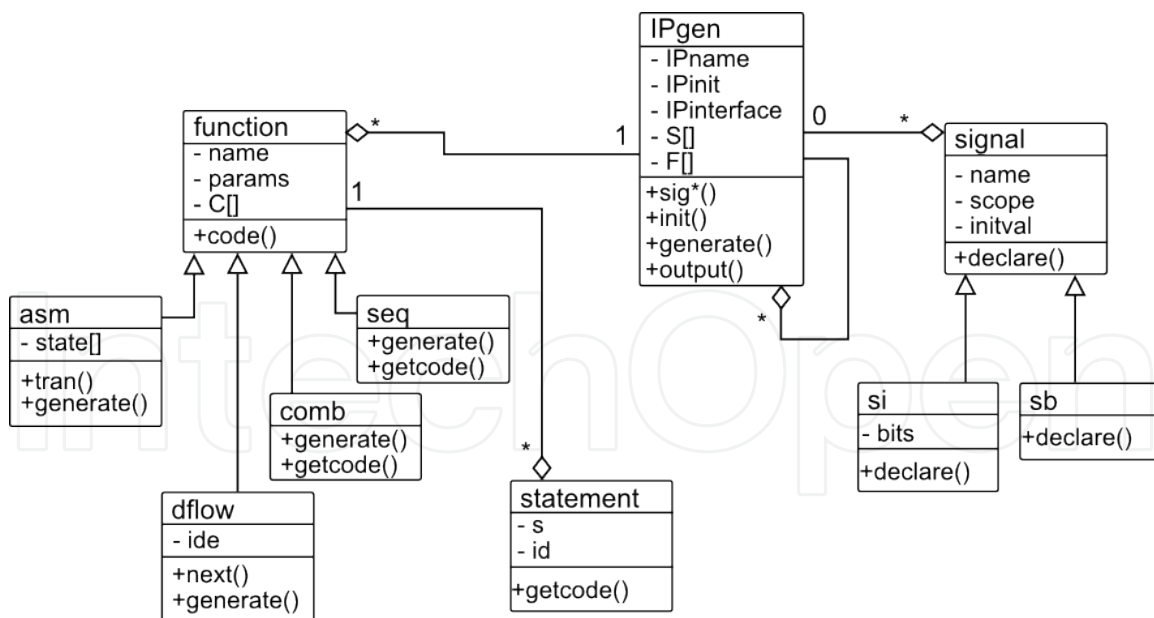 IPgen
- IPname
- IPinit
- IPinterface
- S[]
- F[]
+sig*()
+init()
+generate()
+output()
function
- name
- params
- C[]
+code()
*
1
1
0
*
*
*
signal
- name
- scope
- initval
+declare()
asm
- state[]
+tran()
+generate()
seq
+generate()
+getcode()
comb
+generate()
+getcode()
dflow
- ide
+next()
+generate()
statement
- s
- id
+getcode()
si
- bits
+declare()
sb
+declare()
IntechOpen